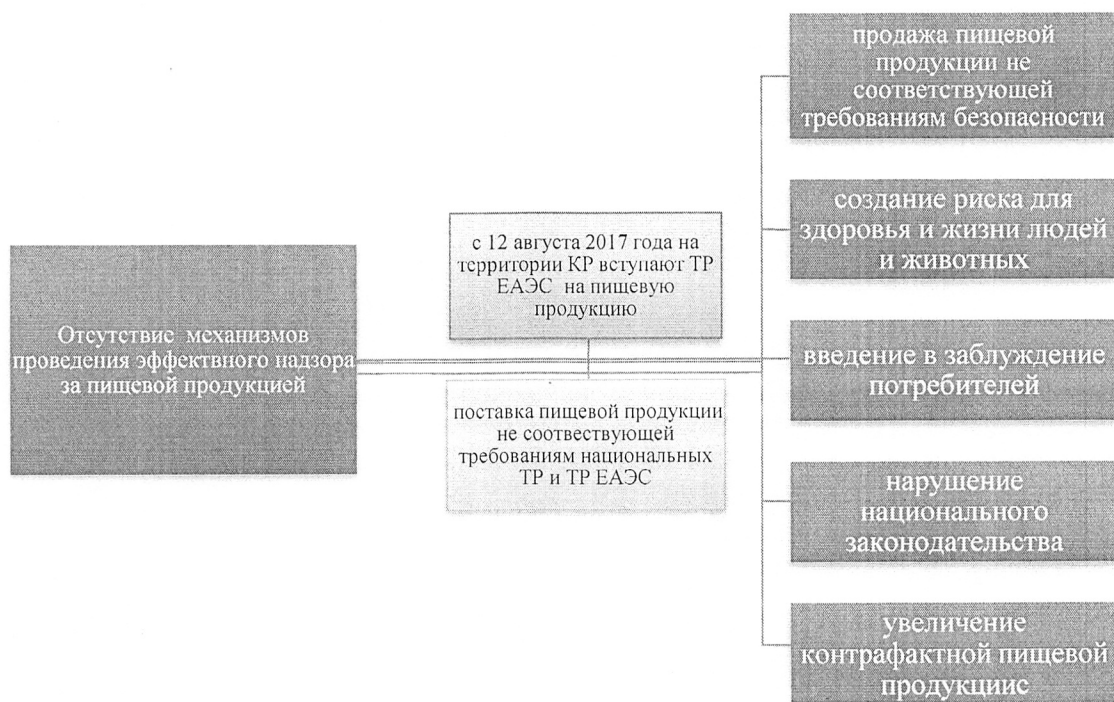 Отсутствие механизмов
проведения эффектвного надзора
за пищевой продукцией
с 12 августа 2017 года на
территории КР вступают ТР
ЕАЭС на пищевую
продукцию
поставка пищевой продукции
не соотвествующей
требованиям национальных
ТР и ТР ЕАЭС
продажа пищевой
продукции не
соответствующей
требованиям безопасности
создание риска для
здоровья и жизни людей
и животных
введение в заблуждение
потребителей
нарушение
национального
законодательства
увеличение
контрафактной пищевой
продукциис